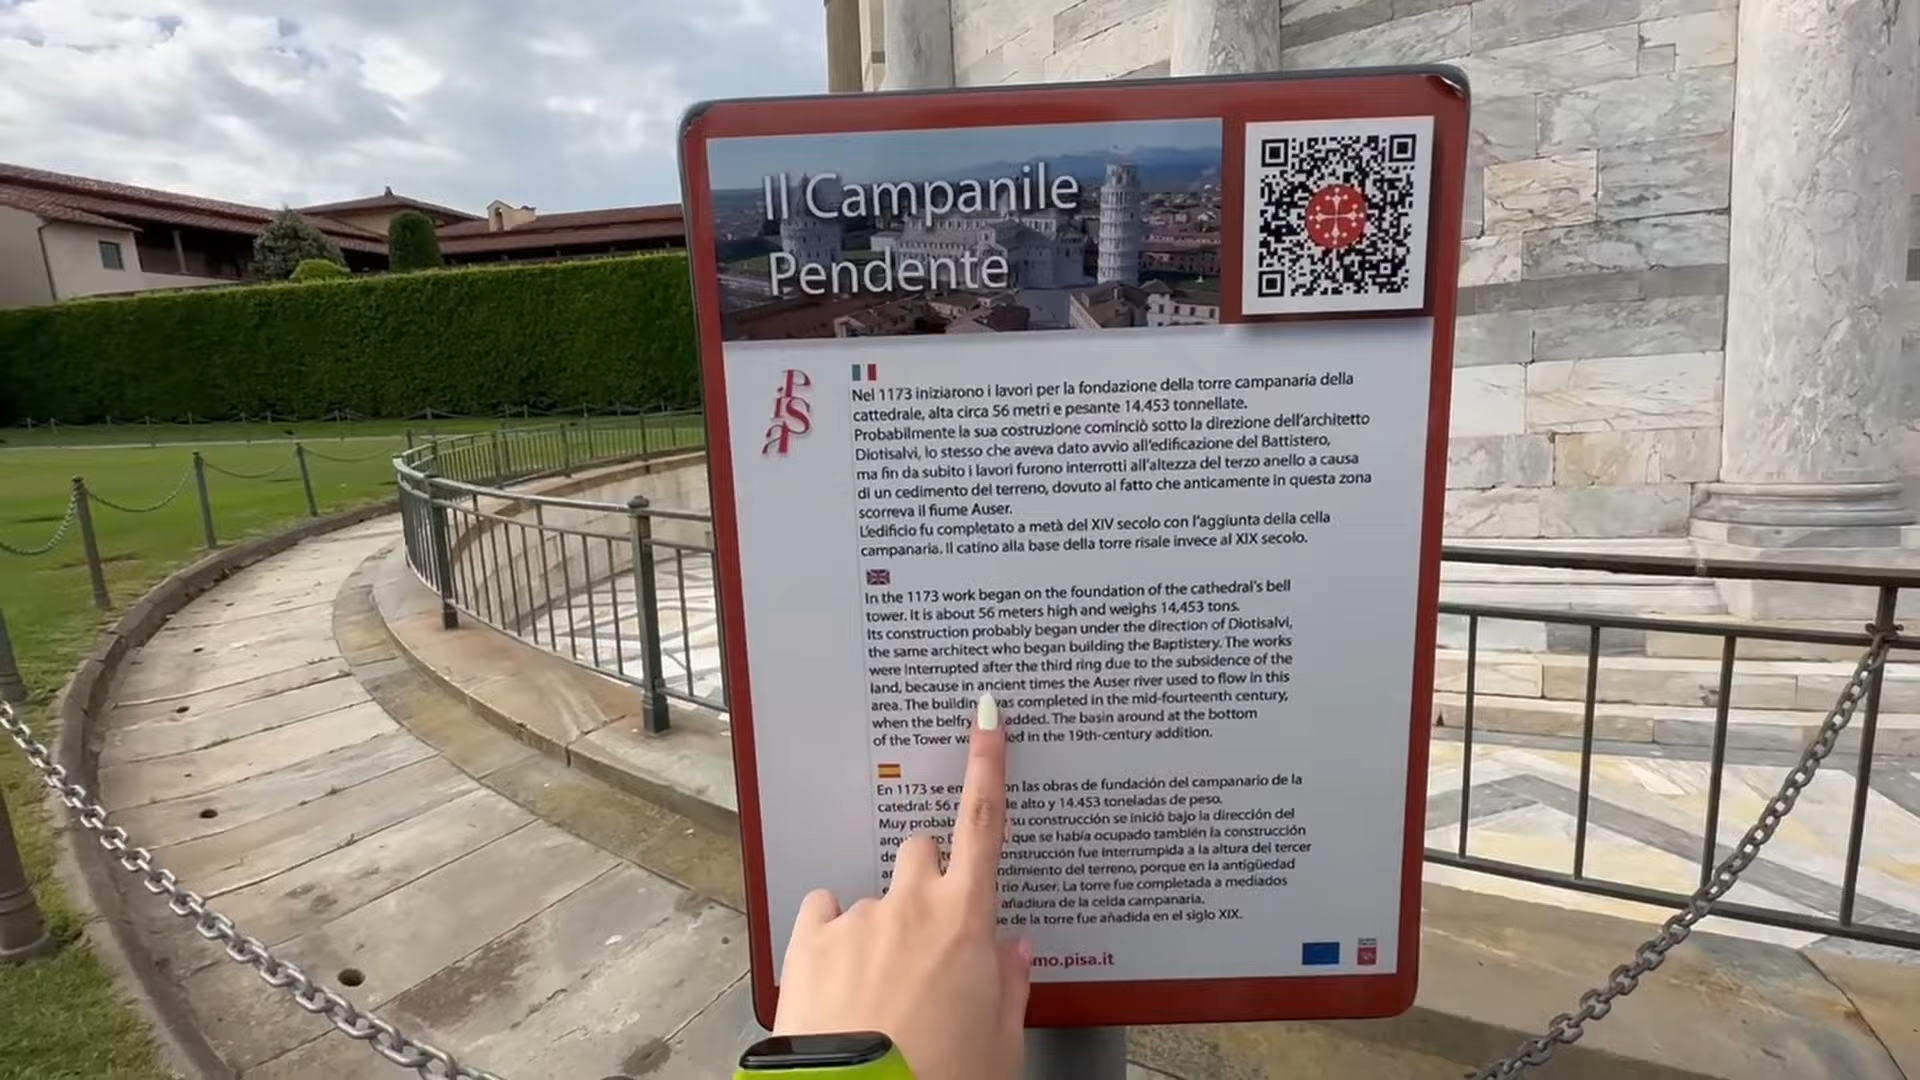 Il Campanile
Pendente
PiSA
Nel 1173 iniziarono i lavori per la fondazione della torre campanaria della
cattedrale, alta circa 56 metri e pesante 14.453 tonnellate.
Probabilmente la sua costruzione cominciò sotto la direzione dell'architetto
Diotisalvi, lo stesso che aveva dato avvio all'edificazione del Battistero,
ma fin da subito i lavori furono interrotti all'altezza del terzo anello a causa
di un cedimento del terreno, dovuto al fatto che anticamente in questa zona
scorreva il fiume Auser.
L'edificio fu completato a metà del XIV secolo con l'aggiunta della cella
campanaria. Il catino alla base della torre risale invece al XIX secolo.
In the 1173 work began on the foundation of the cathedral's bell
tower. It is about 56 meters high and weighs 14,453 tons.
Its construction probably began under the direction of Diotisalvi,
the same architect who began building the Baptistery. The works
were interrupted after the third ring due to the subsidence of the
land, because in ancient times the Auser river used to flow in this
area. The building was completed in the mid-fourteenth century,
when the belfry added. The basin around at the bottom
of the Tower in the 19th-century addition.
En 1173 se las obras de fundación del campanario de la
catedral: 56 de alto y 14.453 toneladas de peso.
Muy su construcción se inició bajo la dirección del
que se había ocupado también la construcción
construcción fue interrumpida a la altura del tercer
del terreno, porque en la antigüedad
río Auser. La torre fue completada a mediados
añadiura de la celda campanaria.
de la torre fue añadida en el siglo XIX.
mo.pisa.it